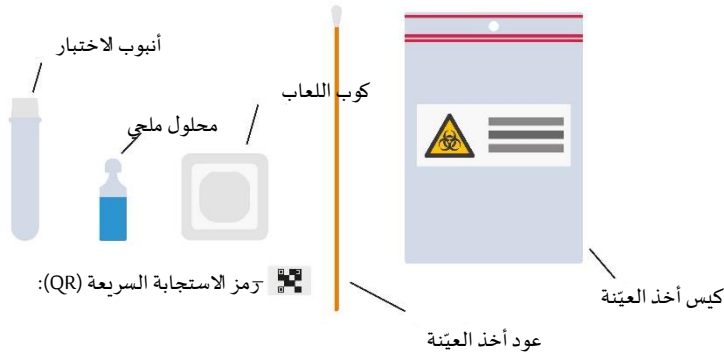 أنبوب الاختبار
كوب اللعاب
محلول ملحي
رمز الاستجابة السريعة (QR):
كيس أخذ العيّنة
عود أخذ العيّنة